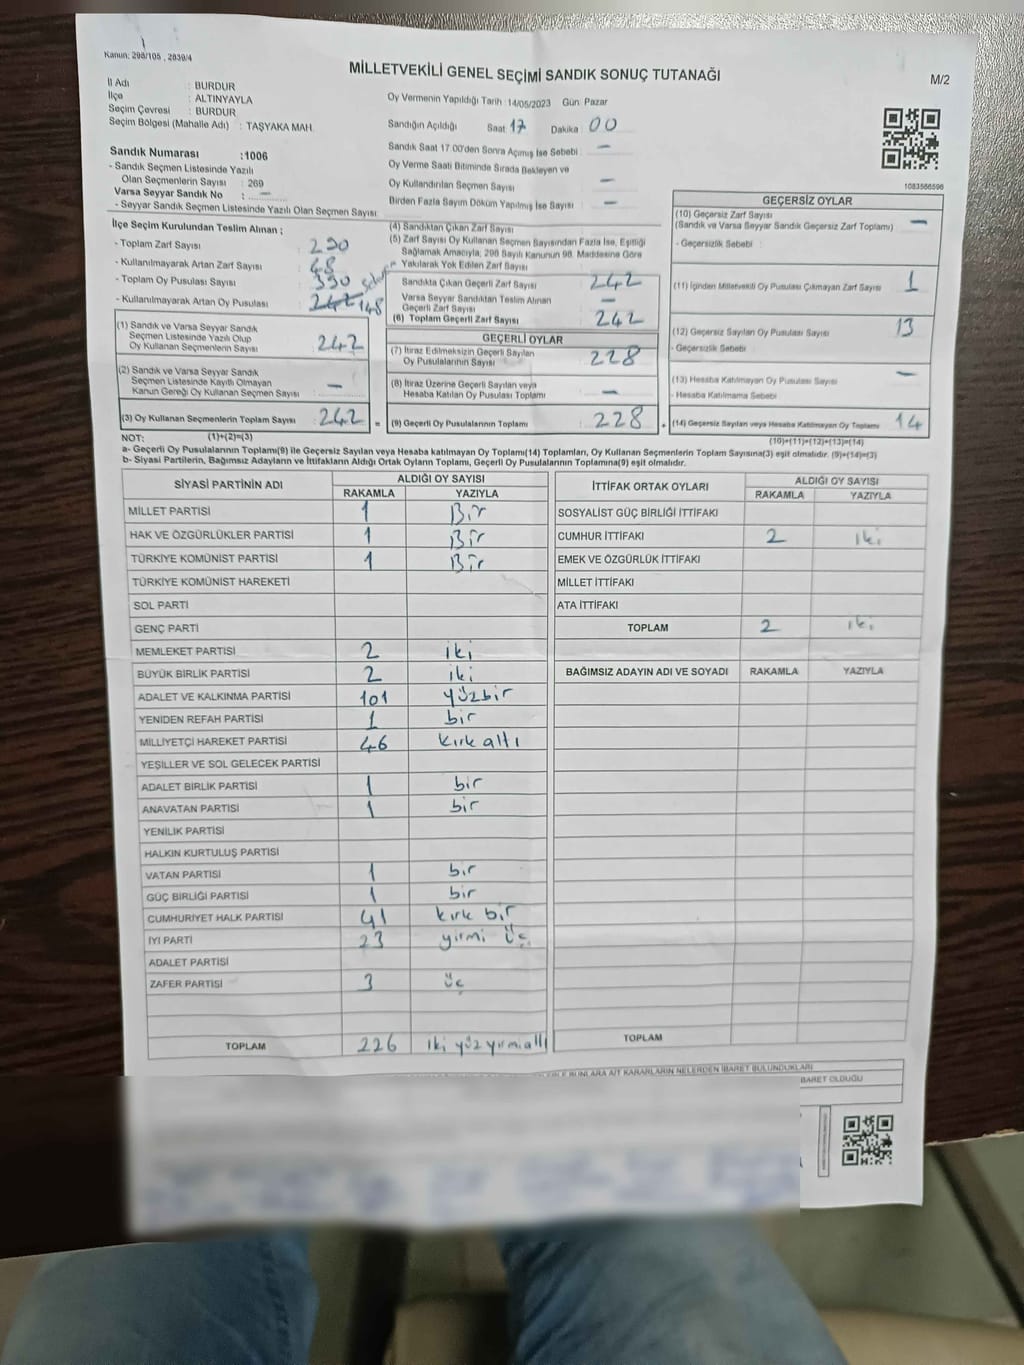 Kanun: 298/105 , 2839/4
MİLLETVEKİLİ GENEL SEÇİMİ SANDIK SONUÇ TUTANAĞI
M/2
İl Adı : BURDUR
İlçe : ALTINYAYLA
Seçim Çevresi : BURDUR
Seçim Bölgesi (Mahalle Adı) : TAŞYAKA MAH.
Oy Vermenin Yapıldığı Tarih : 14/05/2023 Gün: Pazar
Sandığın Açıldığı Saat 17 Dakika 00
Sandık Saat 17.00'den Sonra Açılmış İse Sebebi : —
Oy Verme Saati Bitiminde Sırada Bekleyen ve
Oy Kullandırılan Seçmen Sayısı : —
Birden Fazla Sayım Döküm Yapılmış İse Sayısı : —
1083566596
Sandık Numarası : 1006
- Sandık Seçmen Listesinde Yazılı
Olan Seçmenlerin Sayısı : 269
Varsa Seyyar Sandık No : —
- Seyyar Sandık Seçmen Listesinde Yazılı Olan Seçmen Sayısı:
İlçe Seçim Kurulundan Teslim Alınan ;
- Toplam Zarf Sayısı : 290
- Kullanılmayarak Artan Zarf Sayısı : 48
- Toplam Oy Pusulası Sayısı : 390
- Kullanılmayarak Artan Oy Pusulası : 242 148
(1) Sandık ve Varsa Seyyar Sandık
Seçmen Listesinde Yazılı Olup
Oy Kullanan Seçmenlerin Sayısı : 242
(2) Sandık ve Varsa Seyyar Sandık
Seçmen Listesinde Kayıtlı Olmayan
Kanun Gereği Oy Kullanan Seçmen Sayısı : —
(3) Oy Kullanan Seçmenlerin Toplam Sayısı : 242 =
(4) Sandıktan Çıkan Zarf Sayısı :
(5) Zarf Sayısı Oy Kullanan Seçmen Sayısından Fazla İse, Eşitliği
Sağlamak Amacıyla, 298 Sayılı Kanunun 98. Maddesine Göre
Yakılarak Yok Edilen Zarf Sayısı :
Sandıkta Çıkan Geçerli Zarf Sayısı : 242
Varsa Seyyar Sandıktan Teslim Alınan
Geçerli Zarf Sayısı : —
(6) Toplam Geçerli Zarf Sayısı : 242
GEÇERLİ OYLAR
(7) İtiraz Edilmeksizin Geçerli Sayılan
Oy Pusulalarının Sayısı : 228
(8) İtiraz Üzerine Geçerli Sayılan veya
Hesaba Katılan Oy Pusulası Toplamı : —
(9) Geçerli Oy Pusulalarının Toplamı : 228 +
GEÇERSİZ OYLAR
(10) Geçersiz Zarf Sayısı : —
(Sandık ve Varsa Seyyar Sandık Geçersiz Zarf Toplamı)
- Geçersizlik Sebebi :
(11) İçinden Milletvekili Oy Pusulası Çıkmayan Zarf Sayısı : 1
(12) Geçersiz Sayılan Oy Pusulası Sayısı : 13
- Geçersizlik Sebebi :
(13) Hesaba Katılmayan Oy Pusulası Sayısı : —
- Hesaba Katılmama Sebebi :
(14) Geçersiz Sayılan veya Hesaba Katılmayan Oy Toplamı : 14
NOT: (1)+(2)=(3)
(10)+(11)+(12)+(13)=(14)
a- Geçerli Oy Pusulalarının Toplamı(9) ile Geçersiz Sayılan veya Hesaba katılmayan Oy Toplamı(14) Toplamları, Oy Kullanan Seçmenlerin Toplam Sayısına(3) eşit olmalıdır. (9)+(14)=(3)
b- Siyasi Partilerin, Bağımsız Adayların ve İttifakların Aldığı Ortak Oyların Toplamı, Geçerli Oy Pusulalarının Toplamına(9) eşit olmalıdır.
SİYASİ PARTİNİN ADI ALDIĞI OY SAYISI
RAKAMLA YAZIYLA
MİLLET PARTİSİ 1 Bir
HAK VE ÖZGÜRLÜKLER PARTİSİ 1 Bir
TÜRKİYE KOMÜNİST PARTİSİ 1 Bir
TÜRKİYE KOMÜNİST HAREKETİ
SOL PARTİ
GENÇ PARTİ
MEMLEKET PARTİSİ 2 iki
BÜYÜK BİRLİK PARTİSİ 2 iki
ADALET VE KALKINMA PARTİSİ 101 yüzbir
YENİDEN REFAH PARTİSİ 1 bir
MİLLİYETÇİ HAREKET PARTİSİ 46 kırk altı
YEŞİLLER VE SOL GELECEK PARTİSİ
ADALET BİRLİK PARTİSİ 1 bir
ANAVATAN PARTİSİ 1 bir
YENİLİK PARTİSİ
HALKIN KURTULUŞ PARTİSİ
VATAN PARTİSİ 1 bir
GÜÇ BİRLİĞİ PARTİSİ 1 bir
CUMHURİYET HALK PARTİSİ 41 kırk bir
İYİ PARTİ 23 yirmi üç
ADALET PARTİSİ
ZAFER PARTİSİ 3 üç
TOPLAM 226 iki yüz yirmi altı
İTTİFAK ORTAK OYLARI ALDIĞI OY SAYISI
RAKAMLA YAZIYLA
SOSYALİST GÜÇ BİRLİĞİ İTTİFAKI
CUMHUR İTTİFAKI 2 iki
EMEK VE ÖZGÜRLÜK İTTİFAKI
MİLLET İTTİFAKI
ATA İTTİFAKI
TOPLAM 2 iki
BAĞIMSIZ ADAYIN ADI VE SOYADI RAKAMLA YAZIYLA
TOPLAM
BUNLARA AİT KARARLARIN NELERDEN İBARET BULUNDUKLARI
BARET OLDUĞU